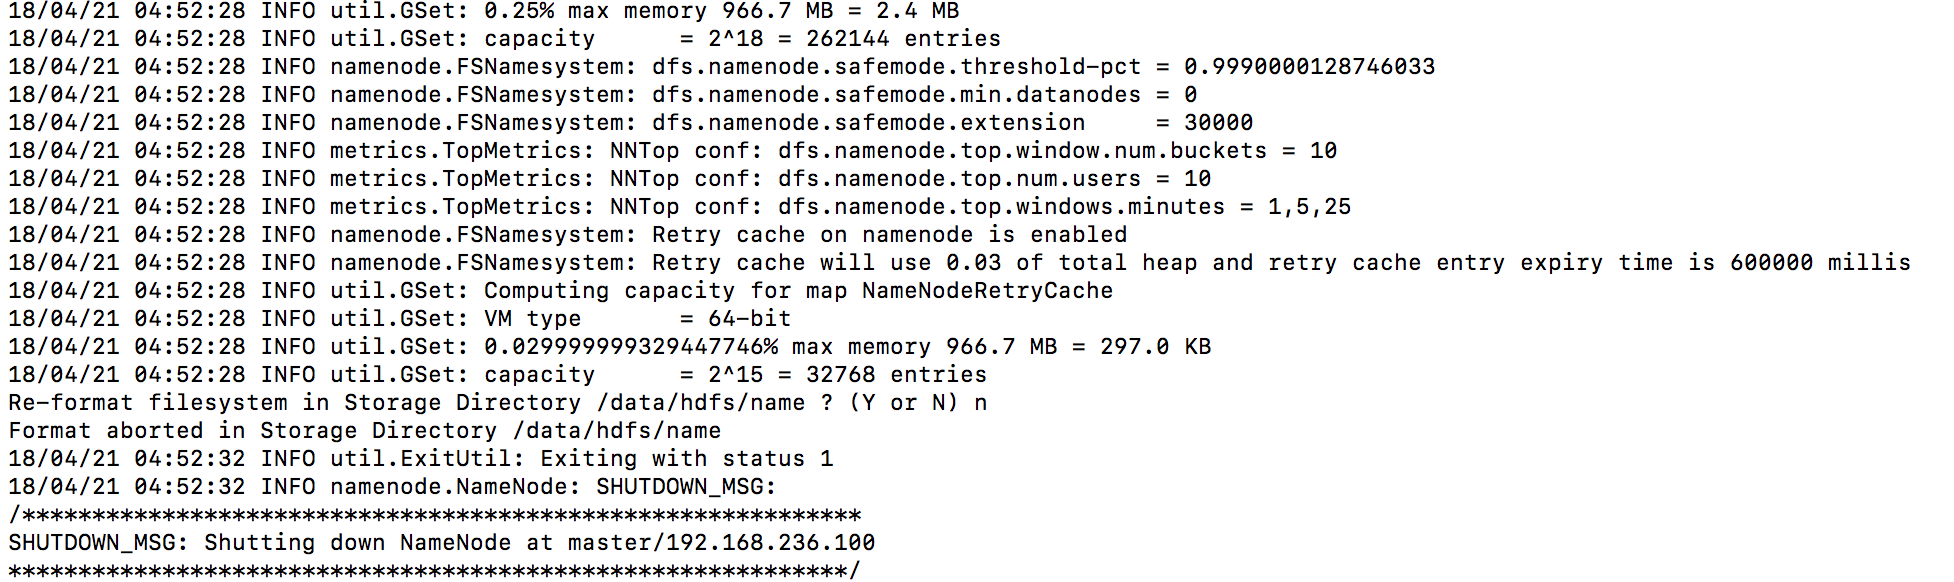 18/04/21 04:52:28 INFO util.GSet: 0.25% max memory 966.7 MB = 2.4 MB
18/04/21 04:52:28 INFO util.GSet: capacity      = 2^18 = 262144 entries
18/04/21 04:52:28 INFO namenode.FSNamesystem: dfs.namenode.safemode.threshold-pct = 0.9990000128746033
18/04/21 04:52:28 INFO namenode.FSNamesystem: dfs.namenode.safemode.min.datanodes = 0
18/04/21 04:52:28 INFO namenode.FSNamesystem: dfs.namenode.safemode.extension     = 30000
18/04/21 04:52:28 INFO metrics.TopMetrics: NNTop conf: dfs.namenode.top.window.num.buckets = 10
18/04/21 04:52:28 INFO metrics.TopMetrics: NNTop conf: dfs.namenode.top.num.users = 10
18/04/21 04:52:28 INFO metrics.TopMetrics: NNTop conf: dfs.namenode.top.windows.minutes = 1,5,25
18/04/21 04:52:28 INFO namenode.FSNamesystem: Retry cache on namenode is enabled
18/04/21 04:52:28 INFO namenode.FSNamesystem: Retry cache will use 0.03 of total heap and retry cache entry expiry time is 600000 millis
18/04/21 04:52:28 INFO util.GSet: Computing capacity for map NameNodeRetryCache
18/04/21 04:52:28 INFO util.GSet: VM type       = 64-bit
18/04/21 04:52:28 INFO util.GSet: 0.029999999329447746% max memory 966.7 MB = 297.0 KB
18/04/21 04:52:28 INFO util.GSet: capacity      = 2^15 = 32768 entries
Re-format filesystem in Storage Directory /data/hdfs/name ? (Y or N) n
Format aborted in Storage Directory /data/hdfs/name
18/04/21 04:52:32 INFO util.ExitUtil: Exiting with status 1
18/04/21 04:52:32 INFO namenode.NameNode: SHUTDOWN_MSG:
/************************************************************
SHUTDOWN_MSG: Shutting down NameNode at master/192.168.236.100
************************************************************/